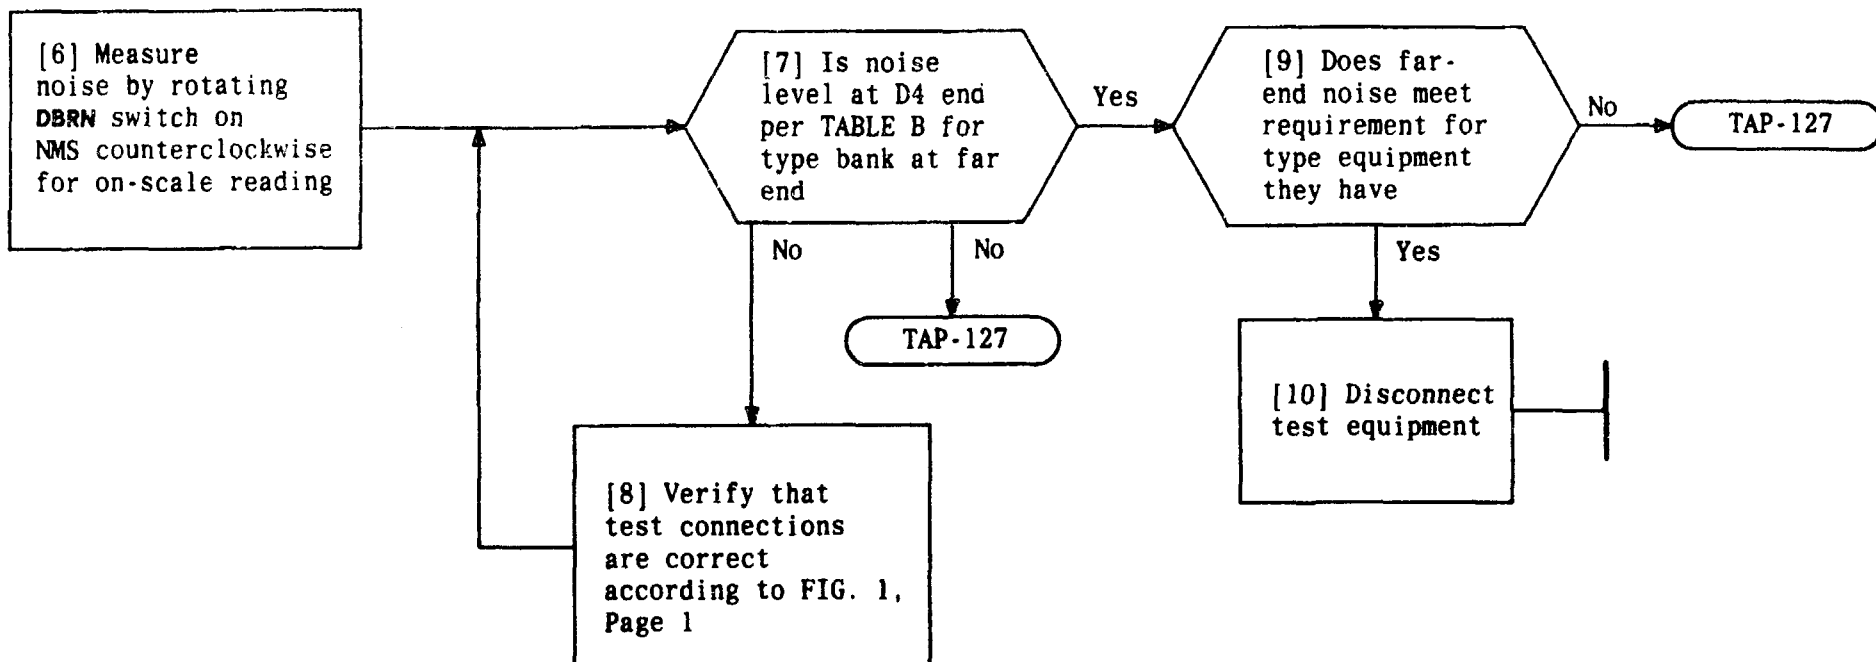 [6] Measure
noise by rotating
DBRN switch on
NMS counterclockwise
for on-scale reading
[7] Is noise
level at D4 end
per TABLE B for
type bank at far
end
Yes
[9] Does far-
end noise meet
requirement for
type equipment
they have
No
TAP-127
No
No
TAP-127
Yes
[8] Verify that
test connections
are correct
according to FIG. 1,
Page 1
[10] Disconnect
test equipment